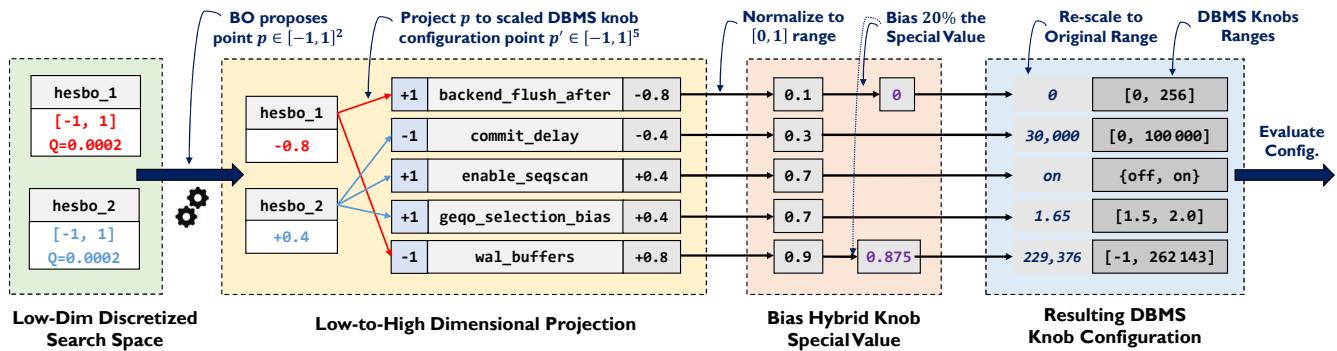 BO proposes
point p ∈ [−1, 1]²
Project p to scaled DBMS knob
configuration point p′ ∈ [−1, 1]⁵
Normalize to
[0, 1] range
Bias 20% the
Special Value
Re-scale to
Original Range
DBMS Knobs
Ranges
hesbo_1
[-1, 1]
Q=0.0002
hesbo_2
[-1, 1]
Q=0.0002
hesbo_1
-0.8
hesbo_2
+0.4
+1 backend_flush_after -0.8
-1 commit_delay -0.4
+1 enable_seqscan +0.4
+1 geqo_selection_bias +0.4
-1 wal_buffers +0.8
0.1 0
0.3
0.7
0.7
0.9 0.875
0 [0, 256]
30,000 [0, 100 000]
on {off, on}
1.65 [1.5, 2.0]
229,376 [-1, 262 143]
Evaluate
Config.
Low-Dim Discretized
Search Space
Low-to-High Dimensional Projection
Bias Hybrid Knob
Special Value
Resulting DBMS
Knob Configuration